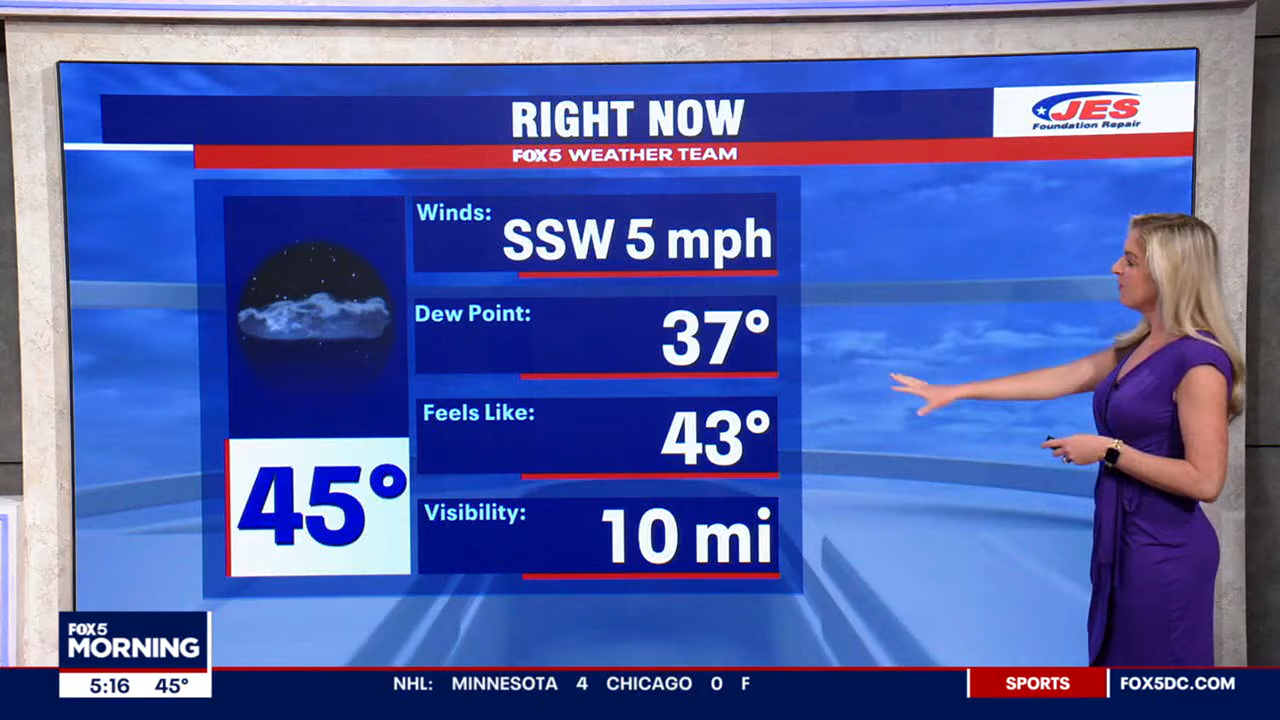 RIGHT NOW
JES
Foundation Repair
FOX5 WEATHER TEAM
Winds:
SSW 5 mph
Dew Point:
37°
Feels Like:
43°
45°
Visibility:
10 mi
FOX5
MORNING
5:16 45°
NHL: MINNESOTA 4 CHICAGO 0 F
SPORTS
FOX5DC.COM